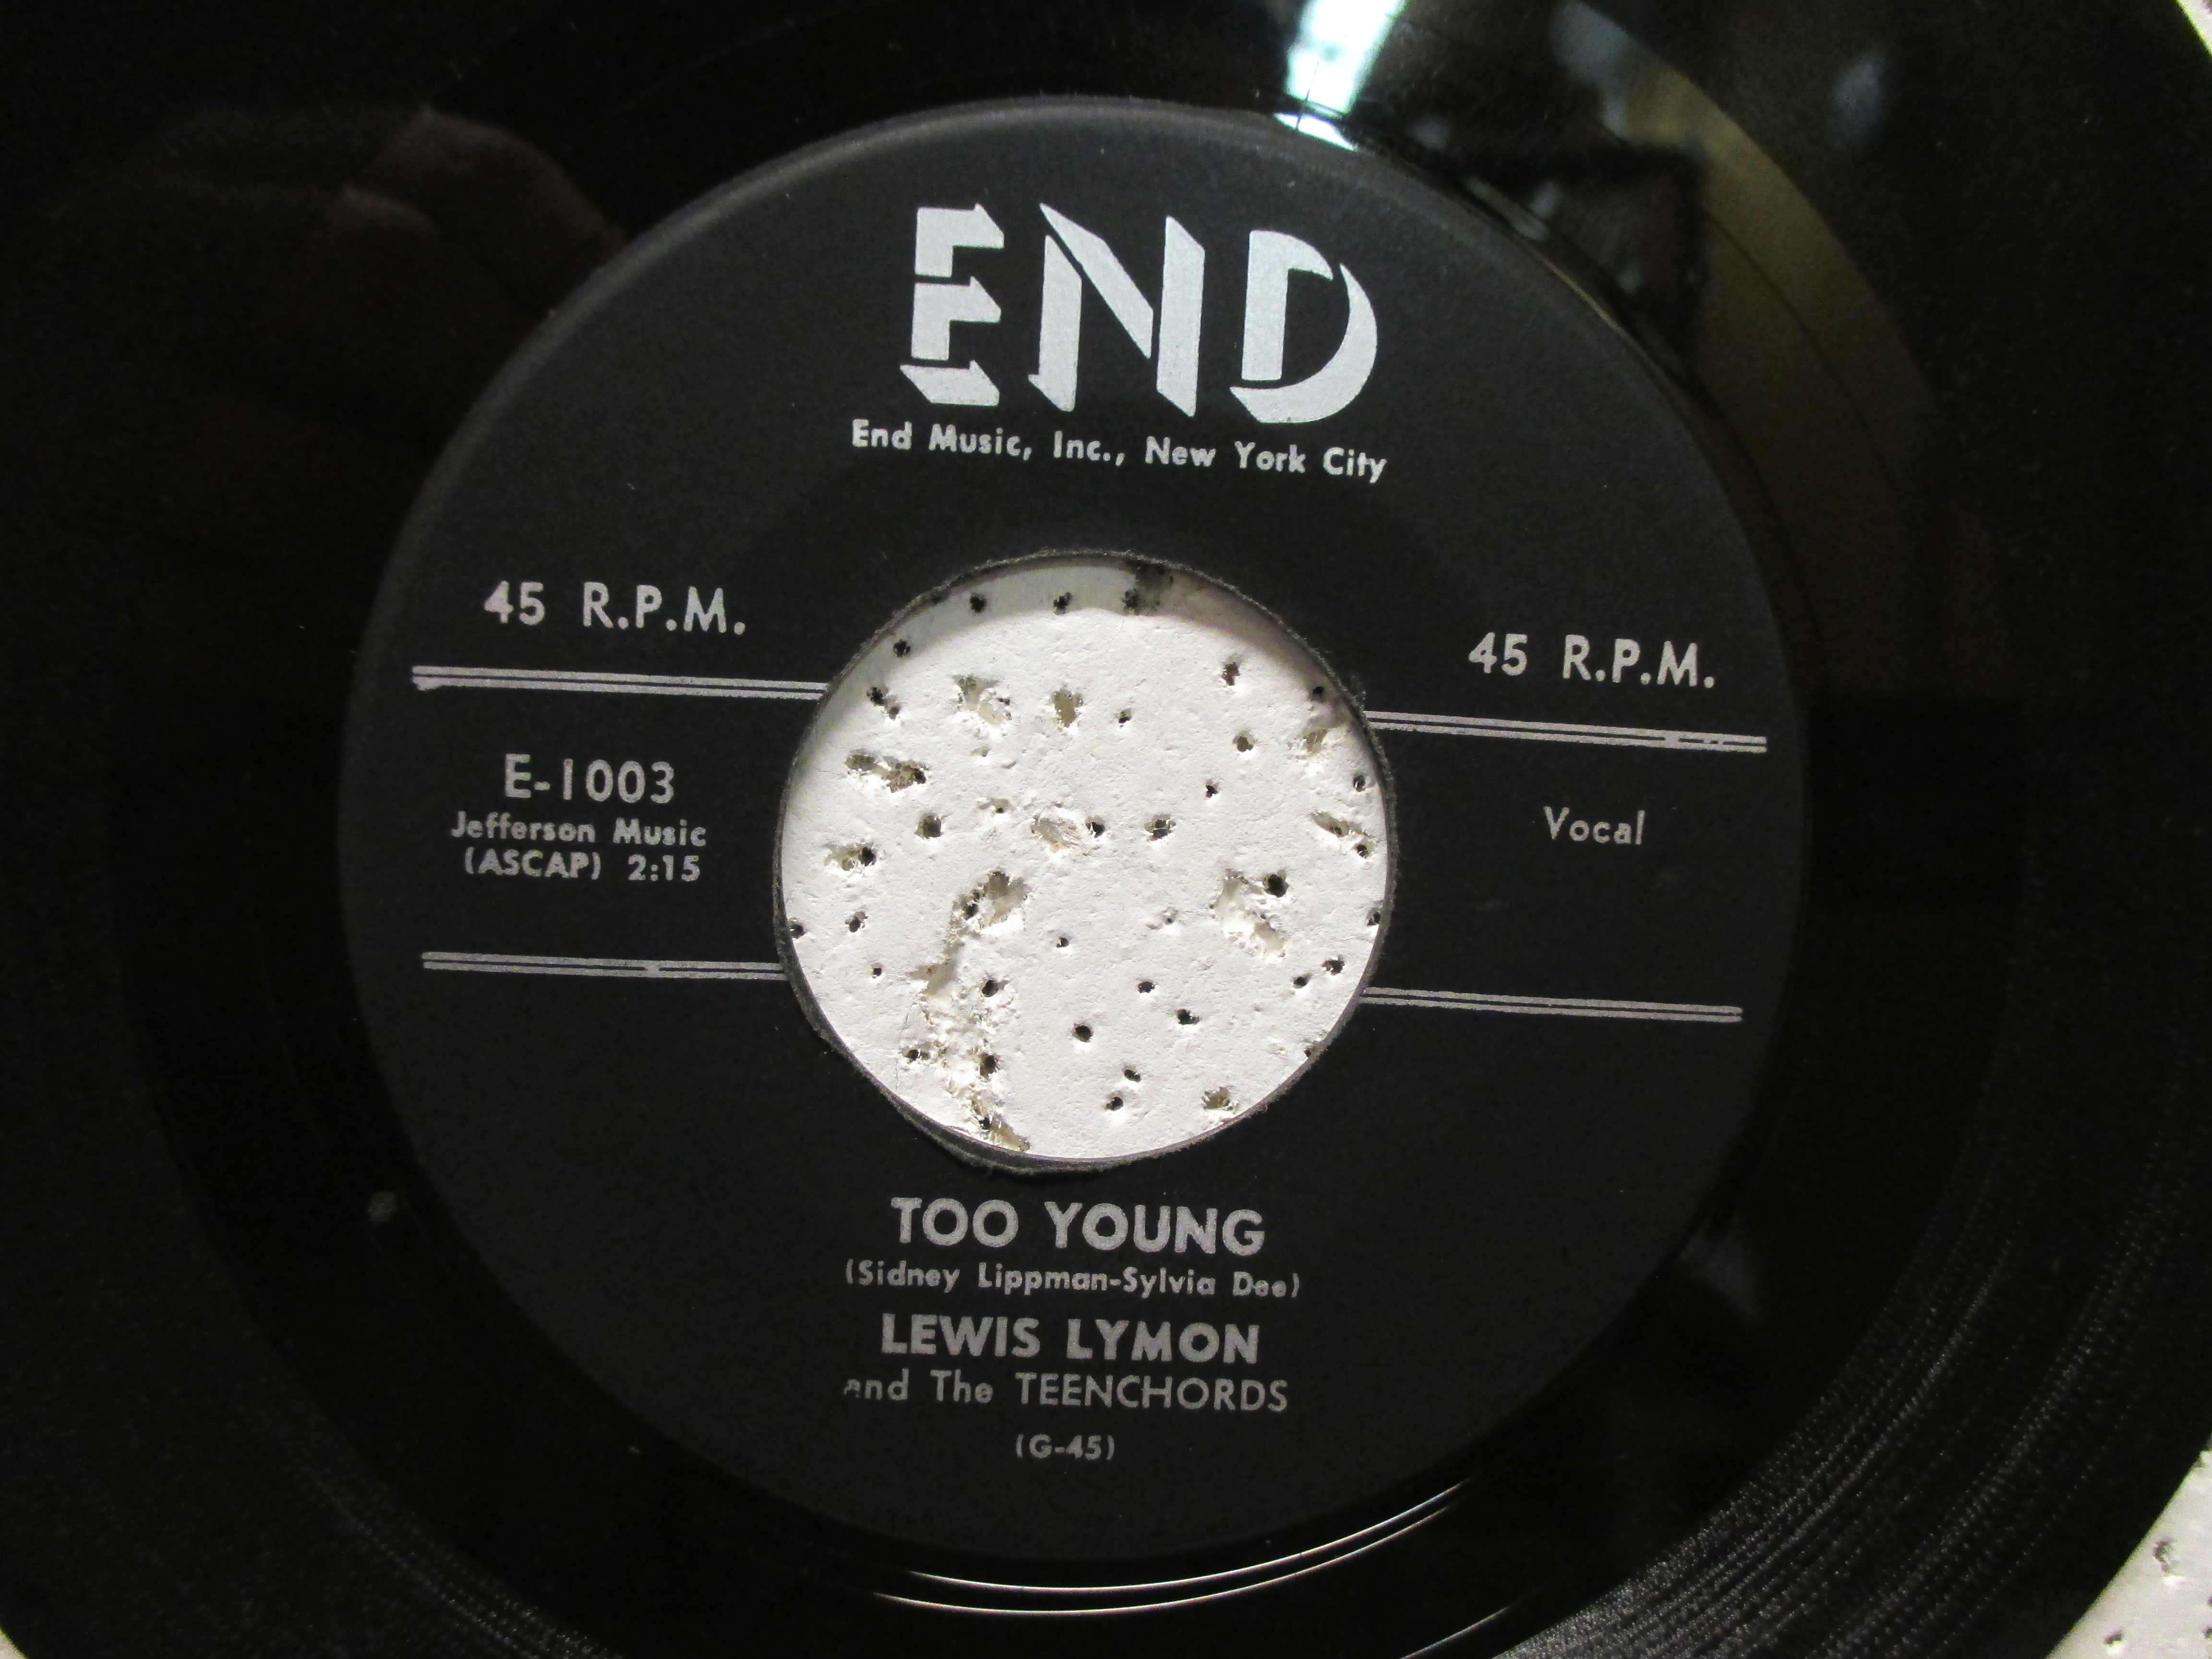 END
End Music, Inc., New York City
45 R.P.M.
45 R.P.M.
E-1003
Jefferson Music
(ASCAP) 2:15
Vocal
TOO YOUNG
(Sidney Lippman-Sylvia Dee)
LEWIS LYMON
and The TEENCHORDS
(G-45)